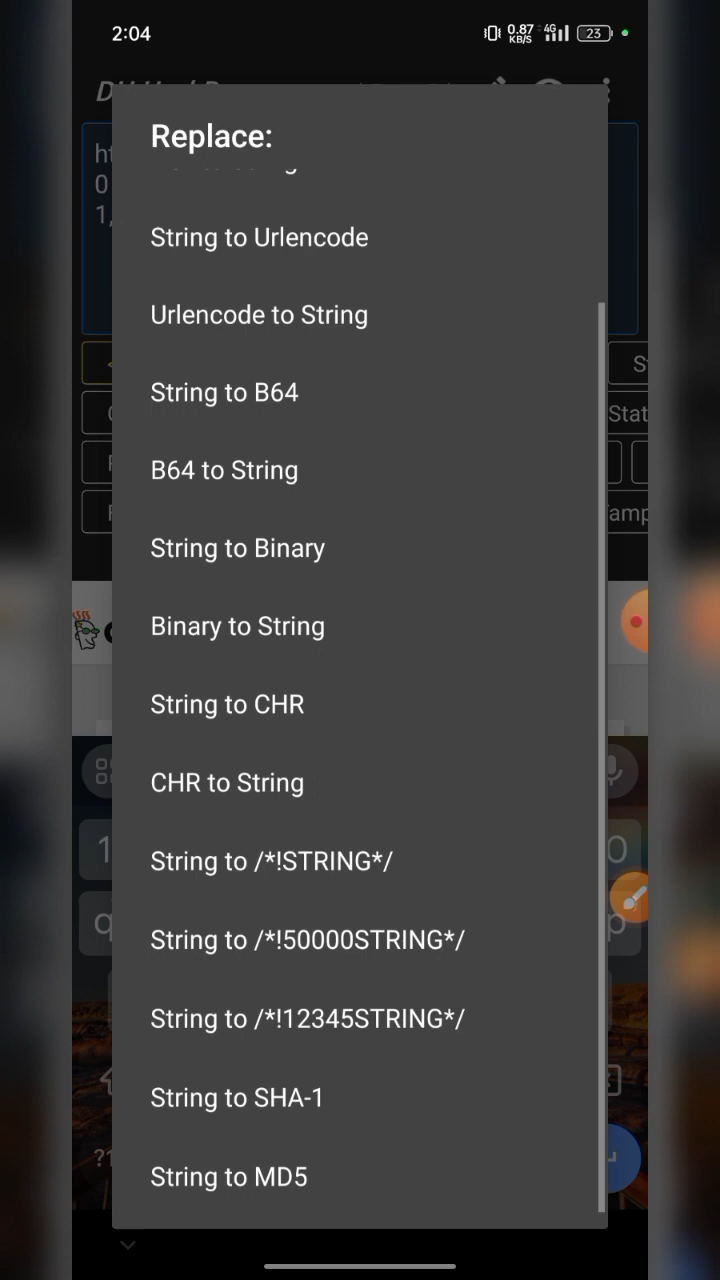 2:04
0.87
KB/S
4G
23
Replace:
String to Urlencode
Urlencode to String
String to B64
B64 to String
String to Binary
Binary to String
String to CHR
CHR to String
String to /*!STRING*/
String to /*!50000STRING*/
String to /*!12345STRING*/
String to SHA-1
String to MD5